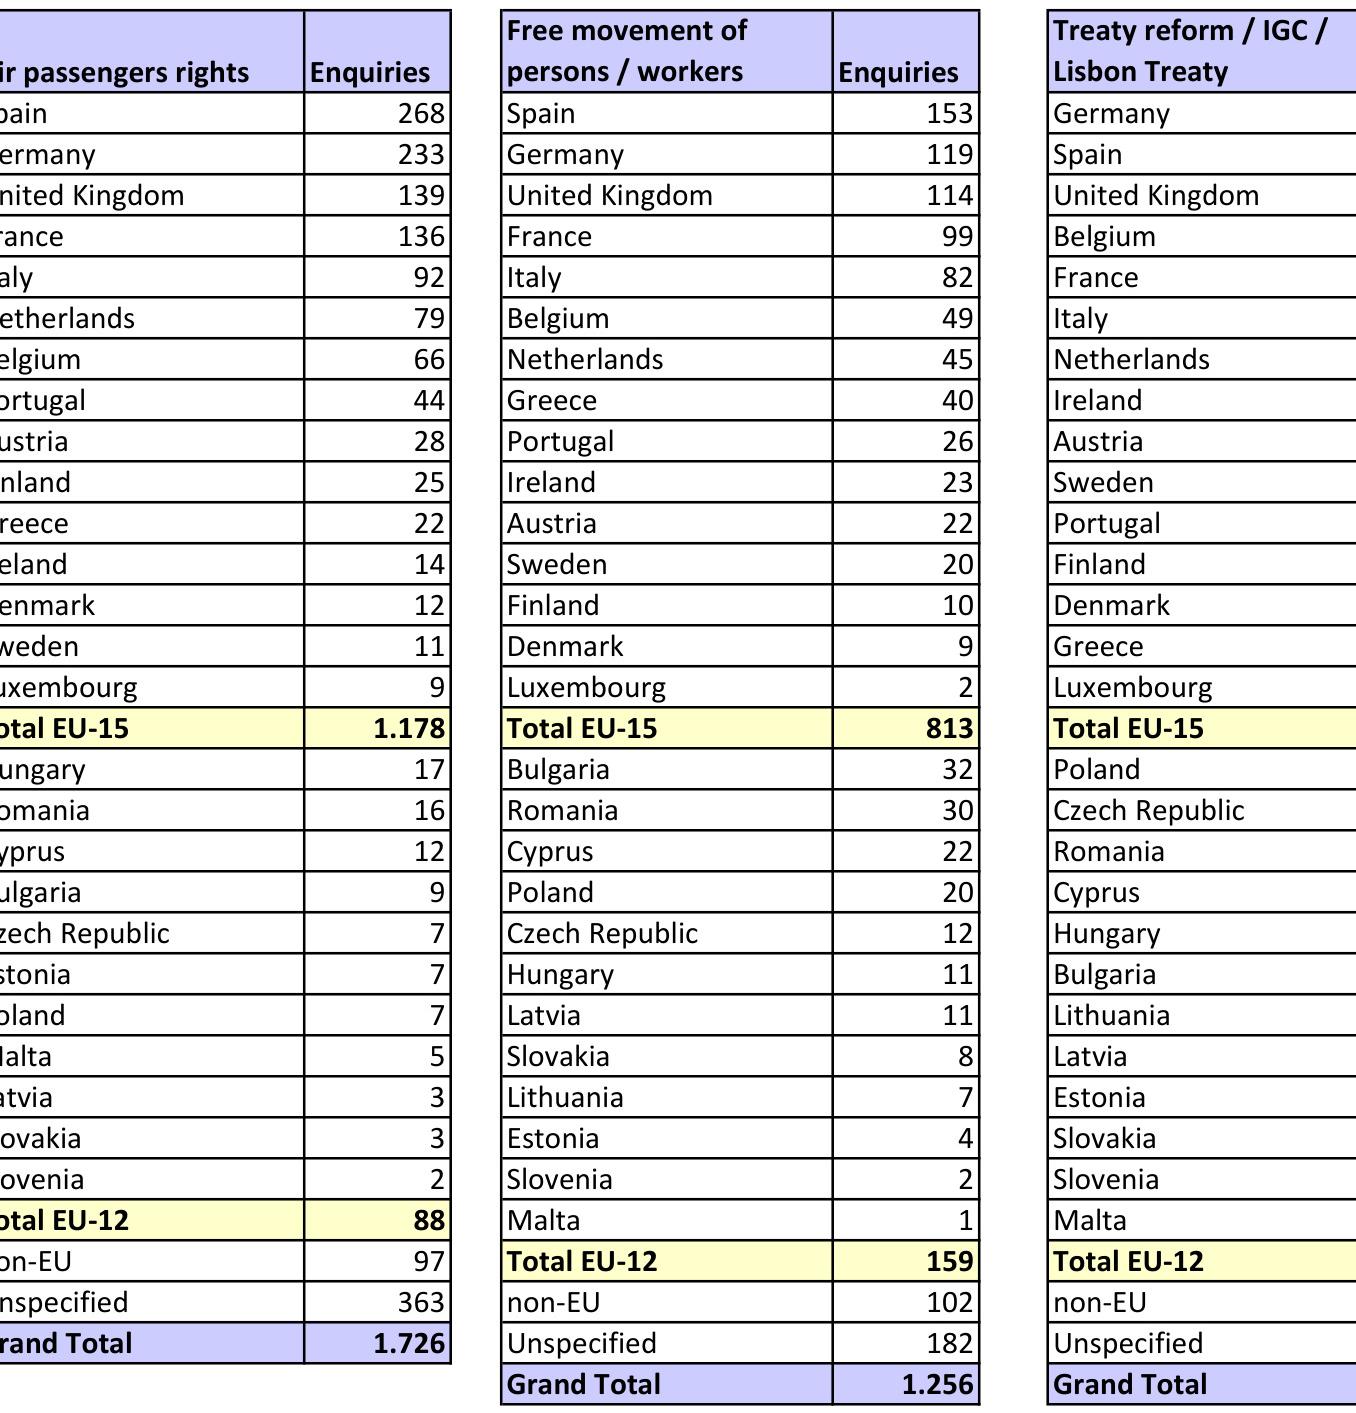 ir passengers rights Enquiries
pain 268
ermany 233
nited Kingdom 139
rance 136
aly 92
etherlands 79
elgium 66
ortugal 44
ustria 28
nland 25
reece 22
eland 14
enmark 12
weden 11
uxembourg 9
otal EU-15 1.178
ungary 17
omania 16
yprus 12
ulgaria 9
zech Republic 7
stonia 7
oland 7
alta 5
atvia 3
ovakia 3
ovenia 2
otal EU-12 88
on-EU 97
nspecified 363
rand Total 1.726
Free movement of
persons / workers Enquiries
Spain 153
Germany 119
United Kingdom 114
France 99
Italy 82
Belgium 49
Netherlands 45
Greece 40
Portugal 26
Ireland 23
Austria 22
Sweden 20
Finland 10
Denmark 9
Luxembourg 2
Total EU-15 813
Bulgaria 32
Romania 30
Cyprus 22
Poland 20
Czech Republic 12
Hungary 11
Latvia 11
Slovakia 8
Lithuania 7
Estonia 4
Slovenia 2
Malta 1
Total EU-12 159
non-EU 102
Unspecified 182
Grand Total 1.256
Treaty reform / IGC /
Lisbon Treaty
Germany
Spain
United Kingdom
Belgium
France
Italy
Netherlands
Ireland
Austria
Sweden
Portugal
Finland
Denmark
Greece
Luxembourg
Total EU-15
Poland
Czech Republic
Romania
Cyprus
Hungary
Bulgaria
Lithuania
Latvia
Estonia
Slovakia
Slovenia
Malta
Total EU-12
non-EU
Unspecified
Grand Total